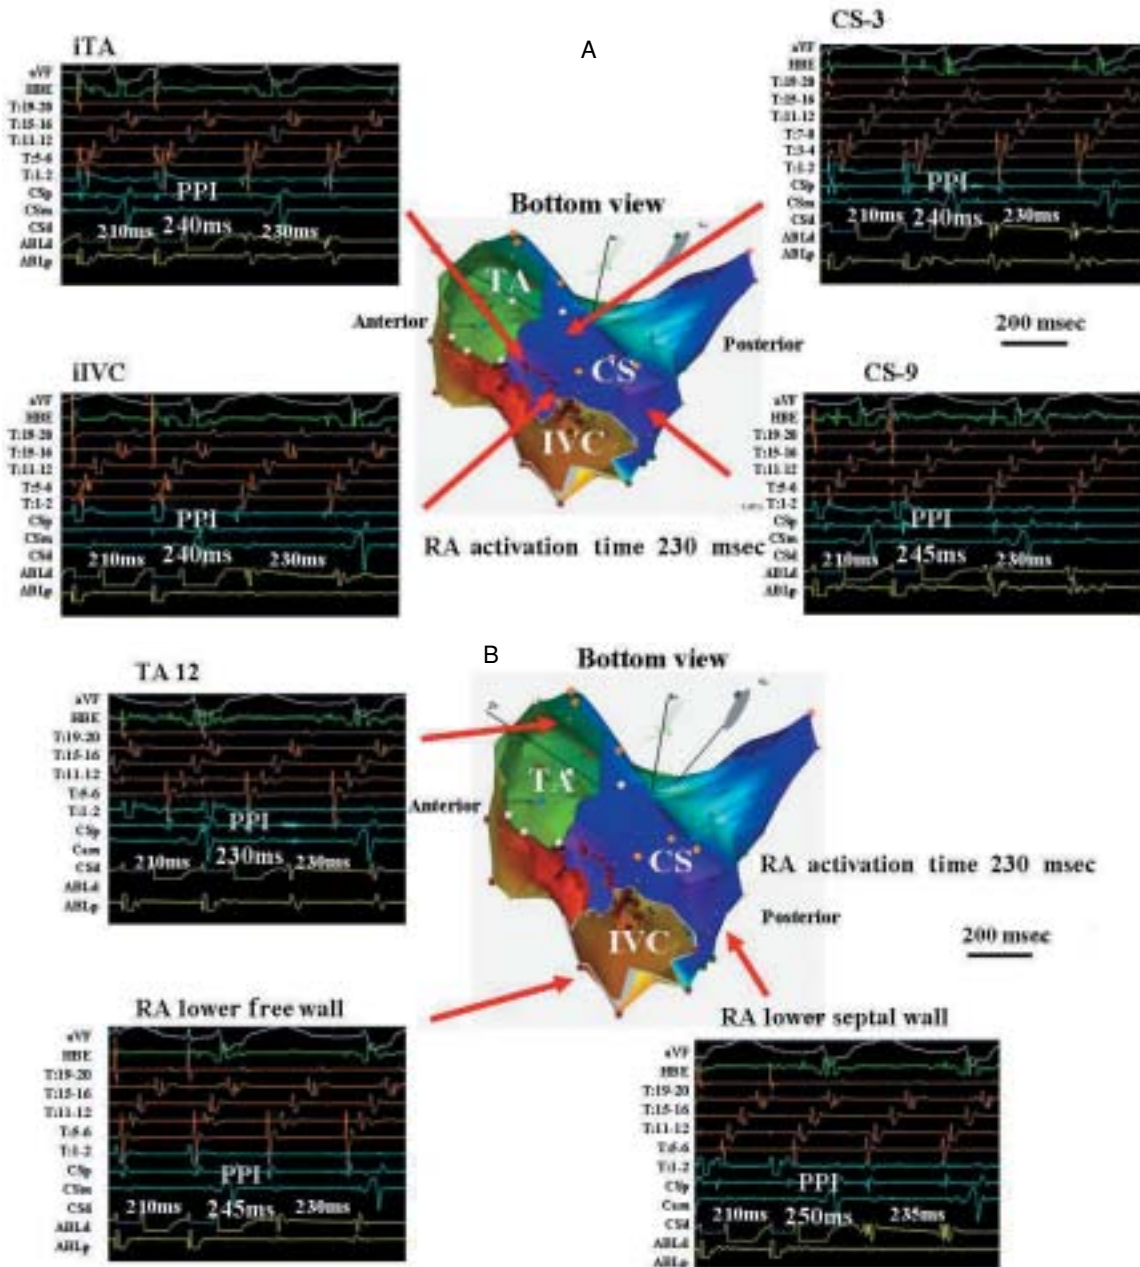 A
iTA
aVF
HBE
T:19-20
T:15-16
T:11-12
T:5-6
T:1-2
CSp
CSm
CSd
ABLd
ABLp
PPI
210ms 240ms 230ms
CS-3
aVF
HBE
T:19-20
T:15-16
T:11-12
T:7-8
T:3-4
T:1-2
CSp
CSm
CSd
ABLd
ABLp
PPI
210ms 240ms 230ms
Bottom view
TA
Anterior
CS
Posterior
IVC
200 msec
RA activation time 230 msec
iIVC
aVF
HBE
T:19-20
T:15-16
T:11-12
T:5-6
T:1-2
CSp
CSm
CSd
ABLd
ABLp
PPI
210ms 240ms 230ms
CS-9
aVF
HBE
T:19-20
T:15-16
T:11-12
T:5-6
T:1-2
CSp
CSm
CSd
ABLd
ABLp
PPI
210ms 245ms 230ms
B
TA 12
aVF
HBE
T:19-20
T:15-16
T:11-12
T:5-6
T:1-2
CSp
Csm
CSd
ABLd
ABLp
PPI
210ms 230ms 230ms
Bottom view
TA
Anterior
CS
RA activation time 230 msec
Posterior
IVC
200 msec
RA lower free wall
aVF
HBE
T:19-20
T:15-16
T:11-12
T:5-6
T:1-2
CSp
CSm
CSd
ABLd
ABLp
PPI
210ms 245ms 230ms
RA lower septal wall
aVF
HBE
T:19-20
T:15-16
T:11-12
T:5-6
T:1-2
CSp
Csm
CSd
ABLd
ABLp
PPI
210ms 250ms 235ms